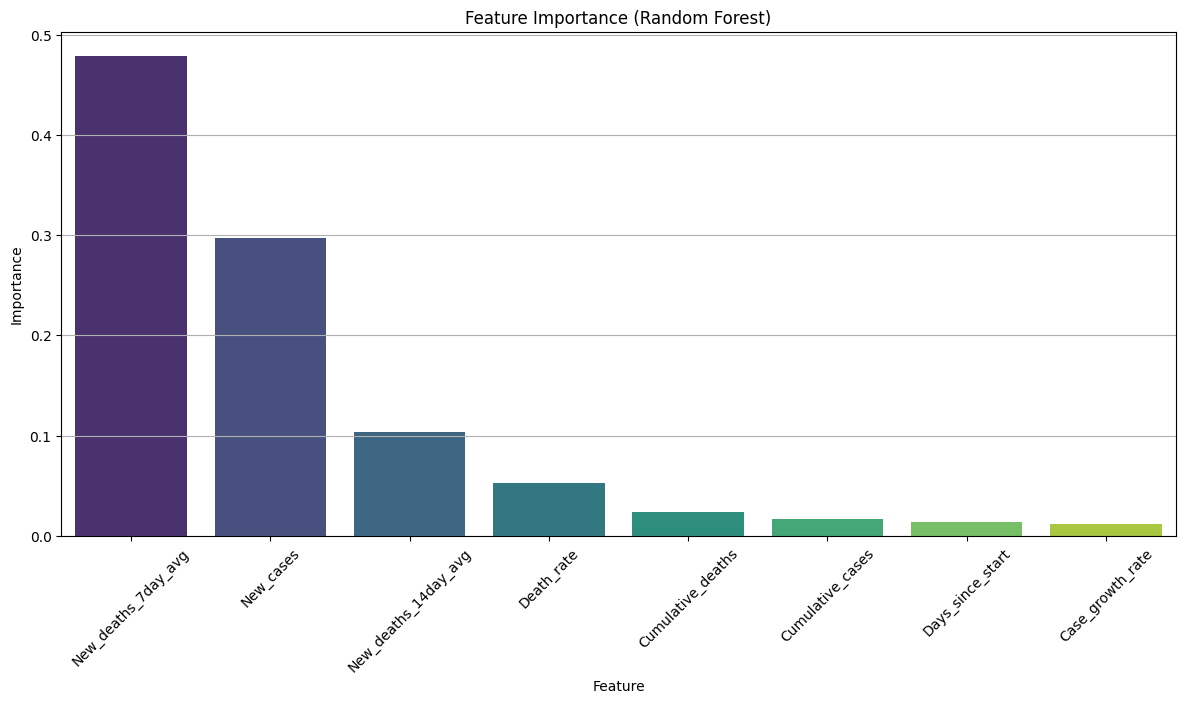 Feature Importance (Random Forest)
0.5
0.4
0.3
0.2
0.1
0.0
Importance
New_deaths_7day_avg
New_cases
New_deaths_14day_avg
Death_rate
Cumulative_deaths
Cumulative_cases
Days_since_start
Case_growth_rate
Feature